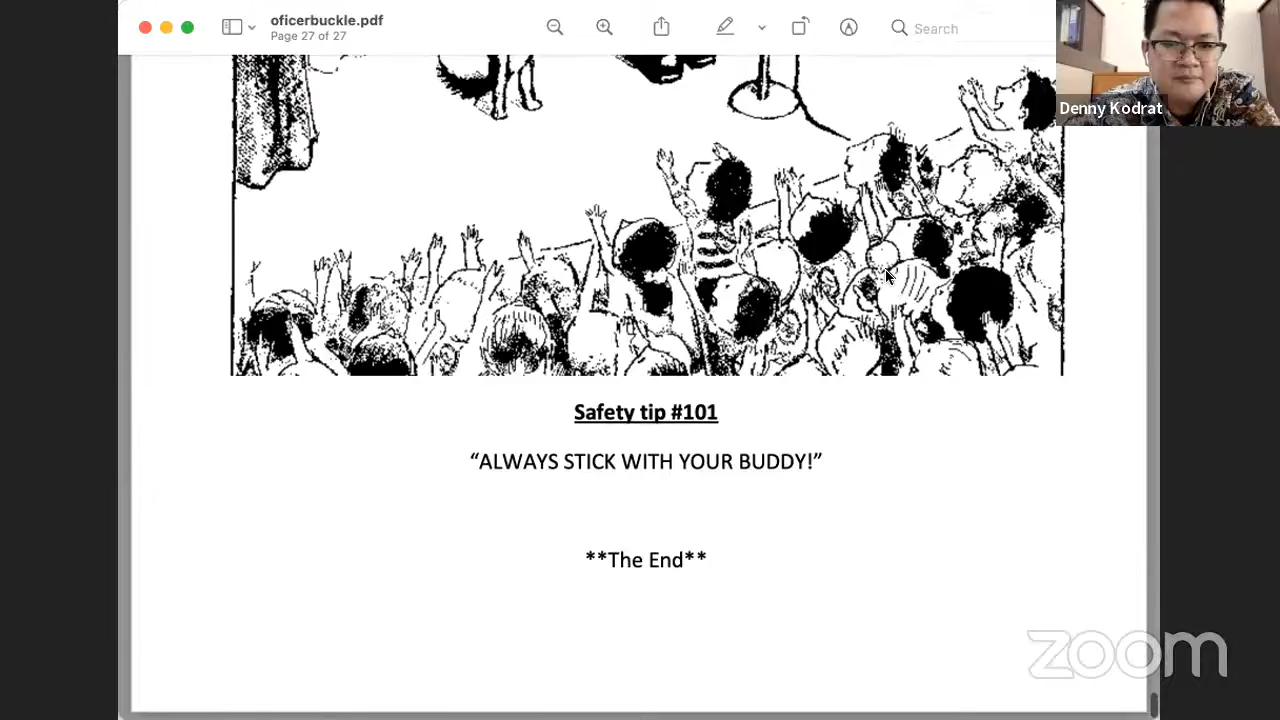 oficerbuckle.pdf
Page 27 of 27
Search
Denny Kodrat
Safety tip #101
“ALWAYS STICK WITH YOUR BUDDY!”
**The End**
zoom